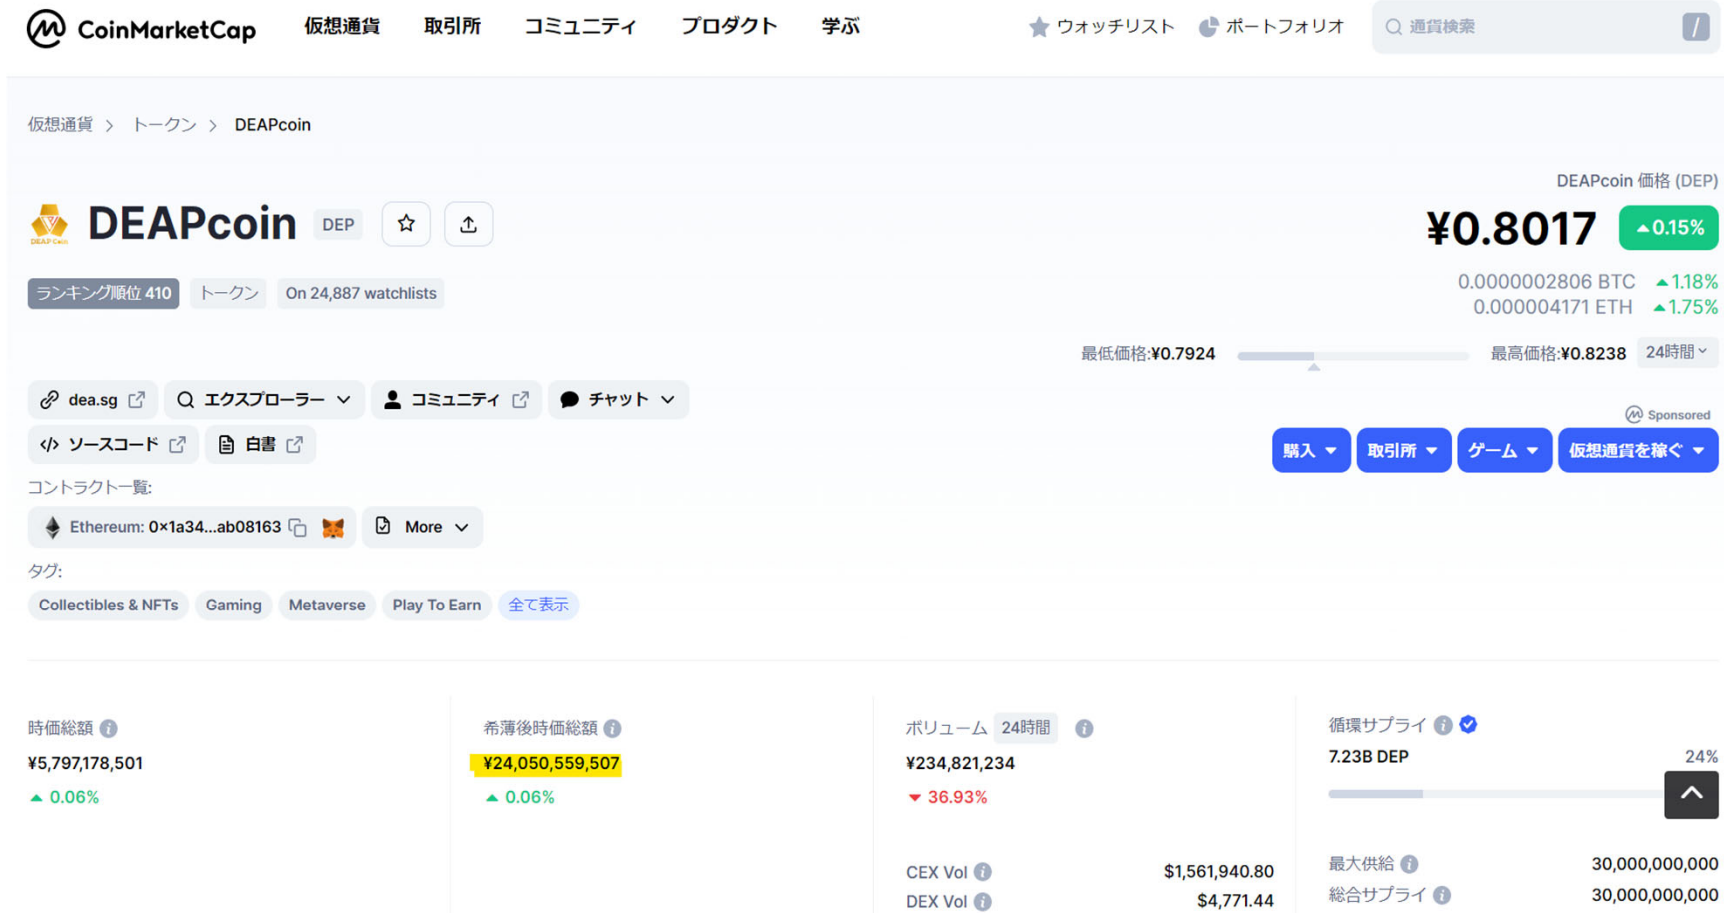 CoinMarketCap 仮想通貨 取引所 コミュニティ プロダクト 学ぶ ウォッチリスト ポートフォリオ 通貨検索 /
仮想通貨 > トークン > DEAPcoin
DEAPcoin 価格 (DEP)
DEAP Coin DEAPcoin DEP
¥0.8017 0.15%
ランキング順位 410 トークン On 24,887 watchlists
0.0000002806 BTC 1.18%
0.000004171 ETH 1.75%
最低価格:¥0.7924 最高価格:¥0.8238 24時間
dea.sg エクスプローラー コミュニティ チャット
Sponsored
ソースコード 白書
購入 取引所 ゲーム 仮想通貨を稼ぐ
コントラクト一覧:
Ethereum: 0×1a34...ab08163 More
タグ:
Collectibles & NFTs Gaming Metaverse Play To Earn 全て表示
時価総額
¥5,797,178,501
0.06%
希薄後時価総額
¥24,050,559,507
0.06%
ボリューム 24時間
¥234,821,234
36.93%
CEX Vol $1,561,940.80
DEX Vol $4,771.44
循環サプライ
7.23B DEP 24%
最大供給 30,000,000,000
総合サプライ 30,000,000,000